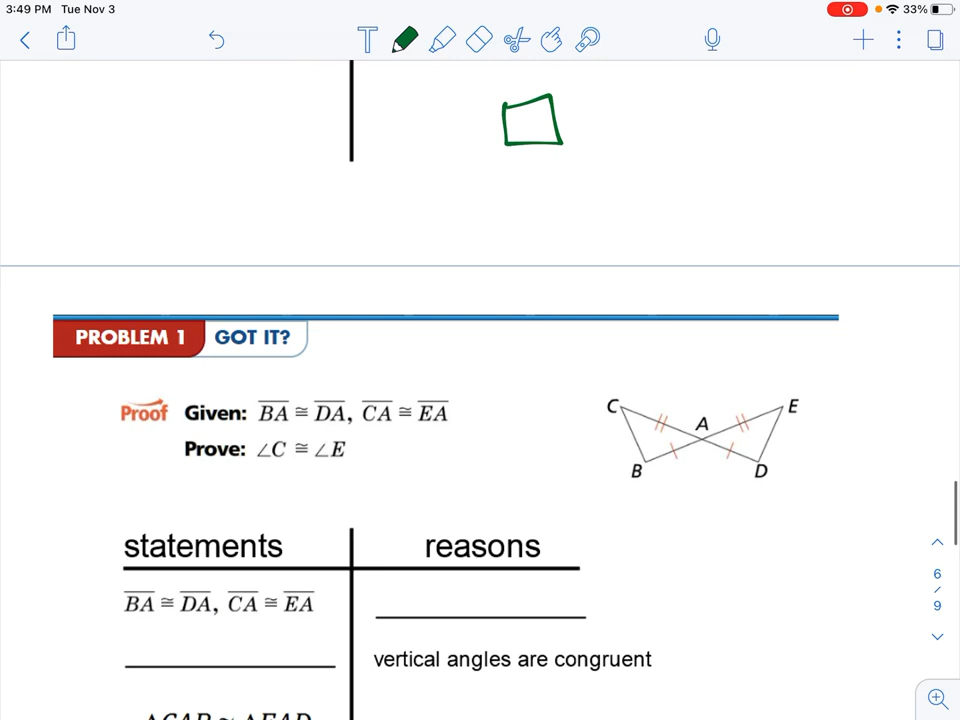 3:49 PM Tue Nov 3
33%
PROBLEM 1 GOT IT?
Proof Given: BA ≅ DA, CA ≅ EA
Prove: ∠C ≅ ∠E
C A E
B D
statements reasons
BA ≅ DA, CA ≅ EA
vertical angles are congruent
6
/
9